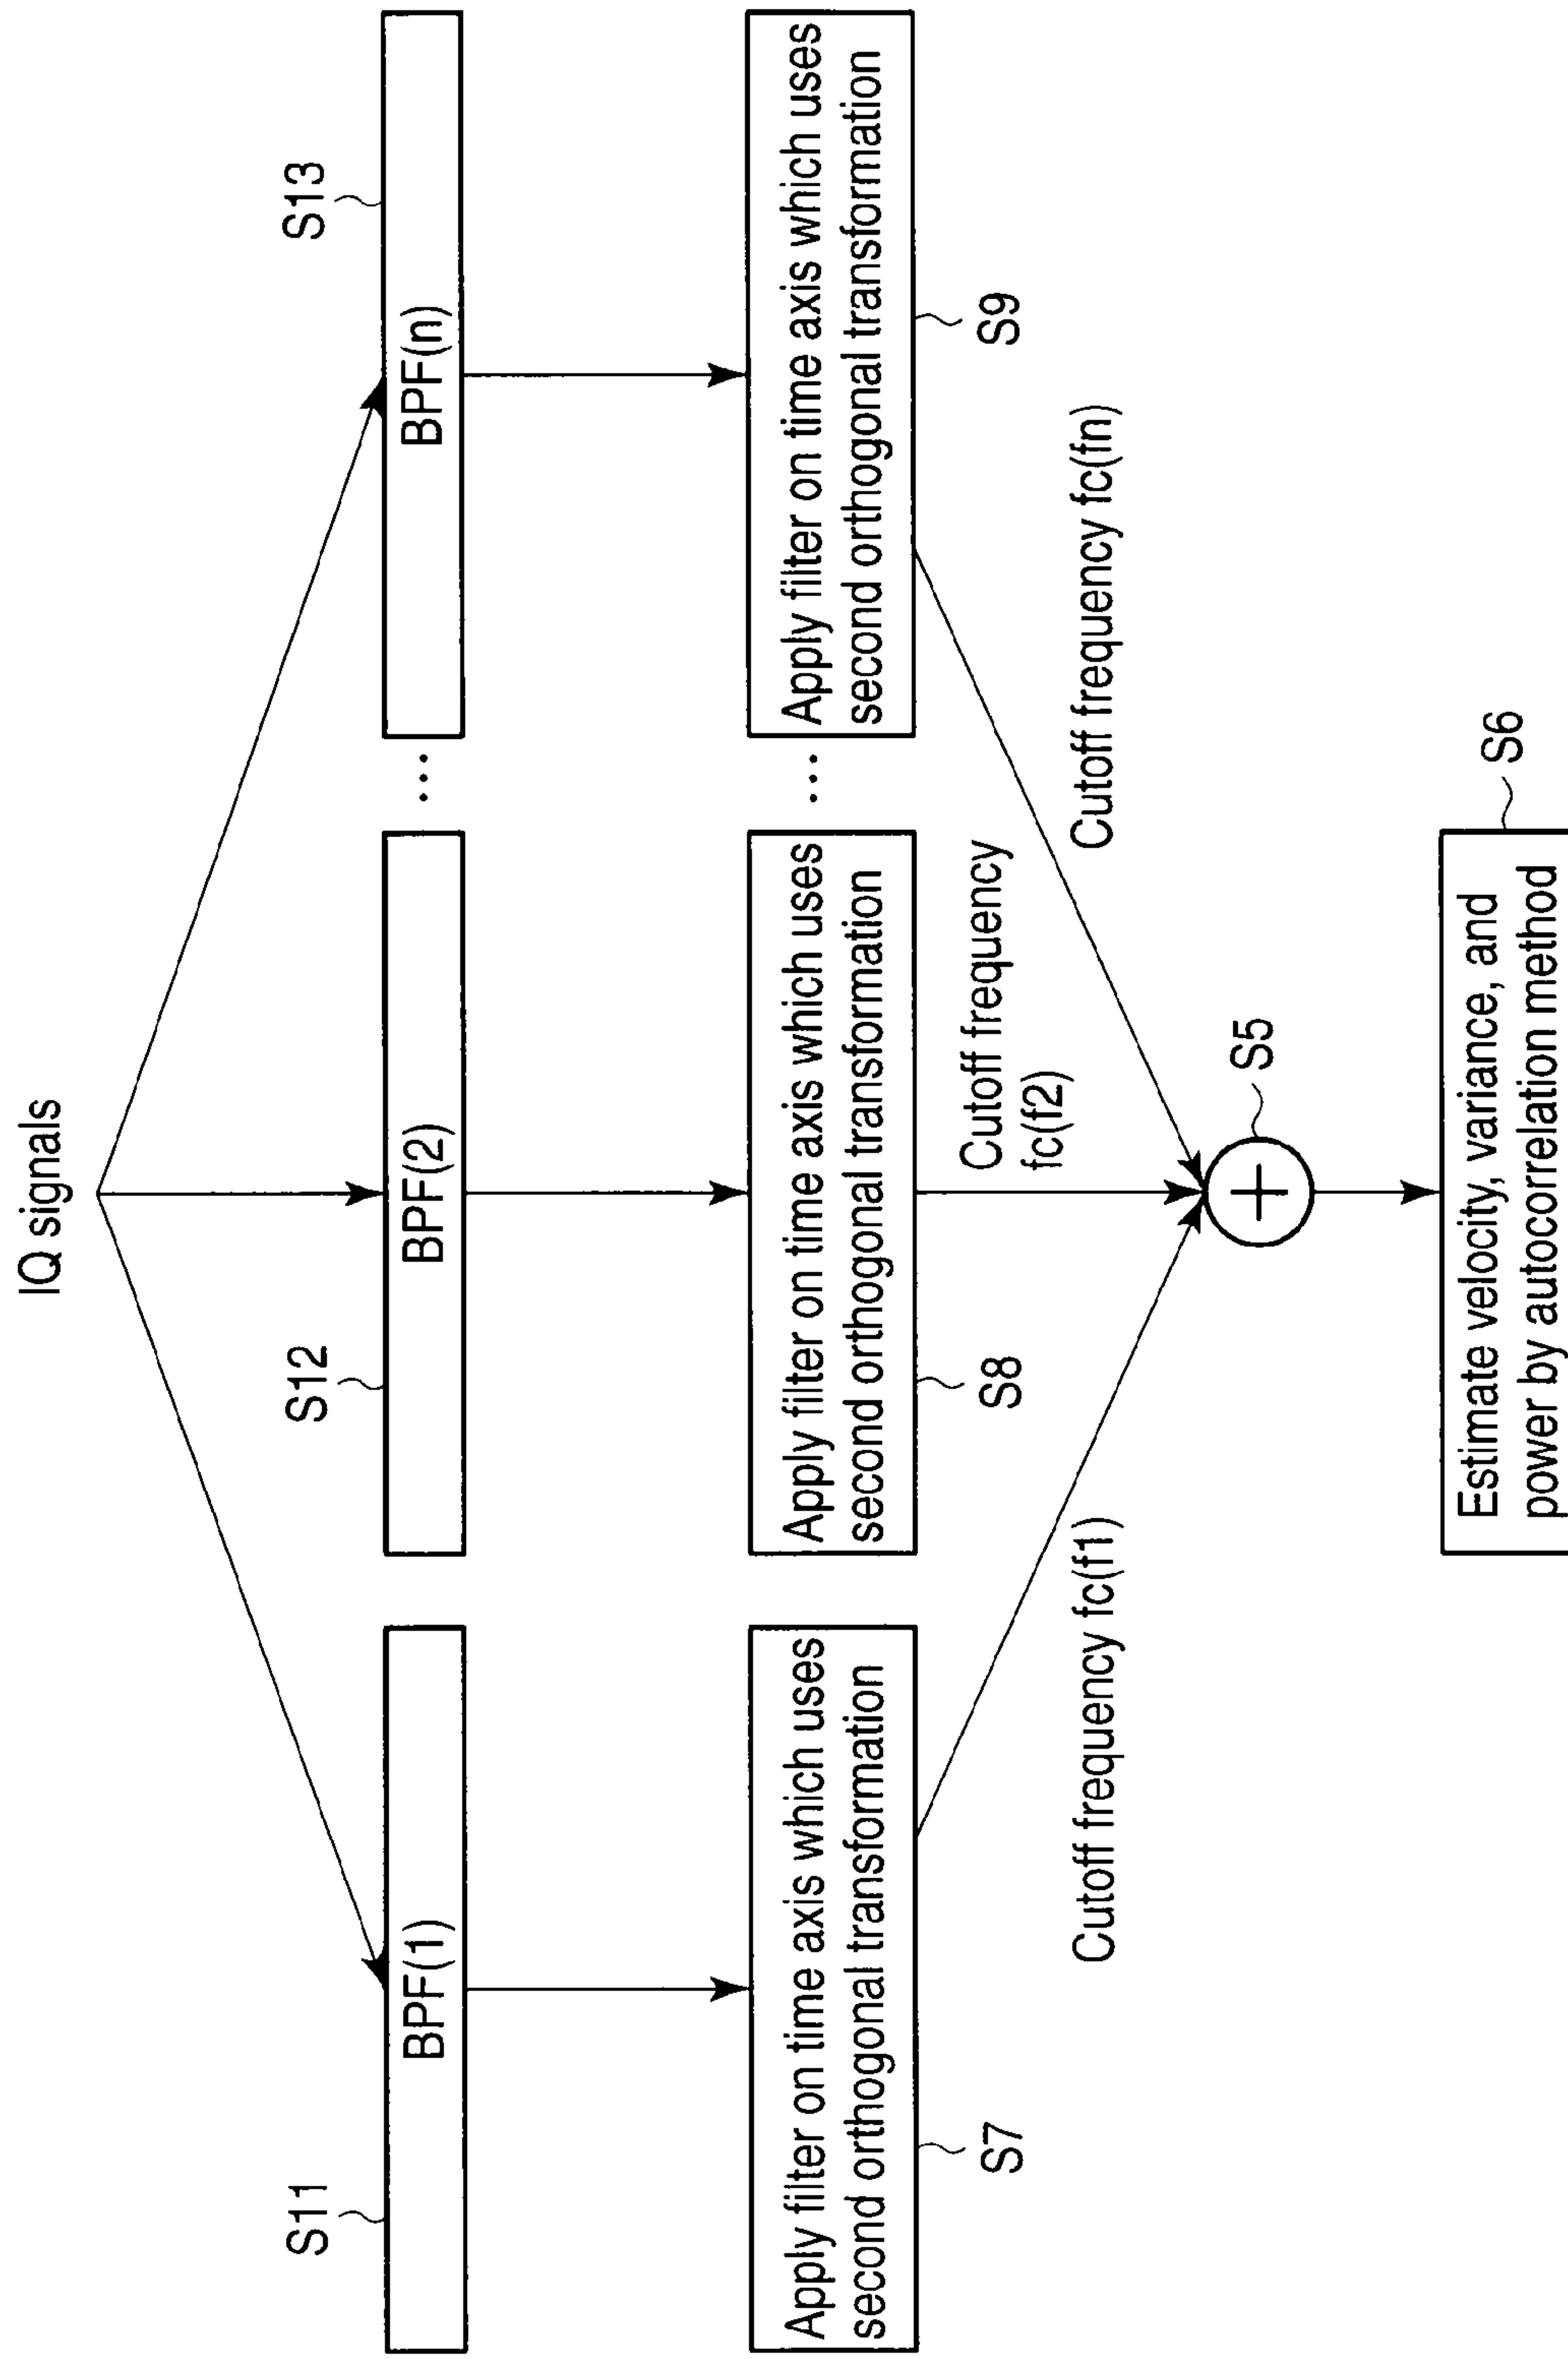 IQ signals
S11
S12
S13
BPF(1)
BPF(2)
...
BPF(n)
Apply filter on time axis which uses
second orthogonal transformation
Apply filter on time axis which uses
second orthogonal transformation
...
Apply filter on time axis which uses
second orthogonal transformation
S7
S8
S9
Cutoff frequency fc(f1)
Cutoff frequency
fc(f2)
Cutoff frequency fc(fn)
+
S5
S6
Estimate velocity, variance, and
power by autocorrelation method